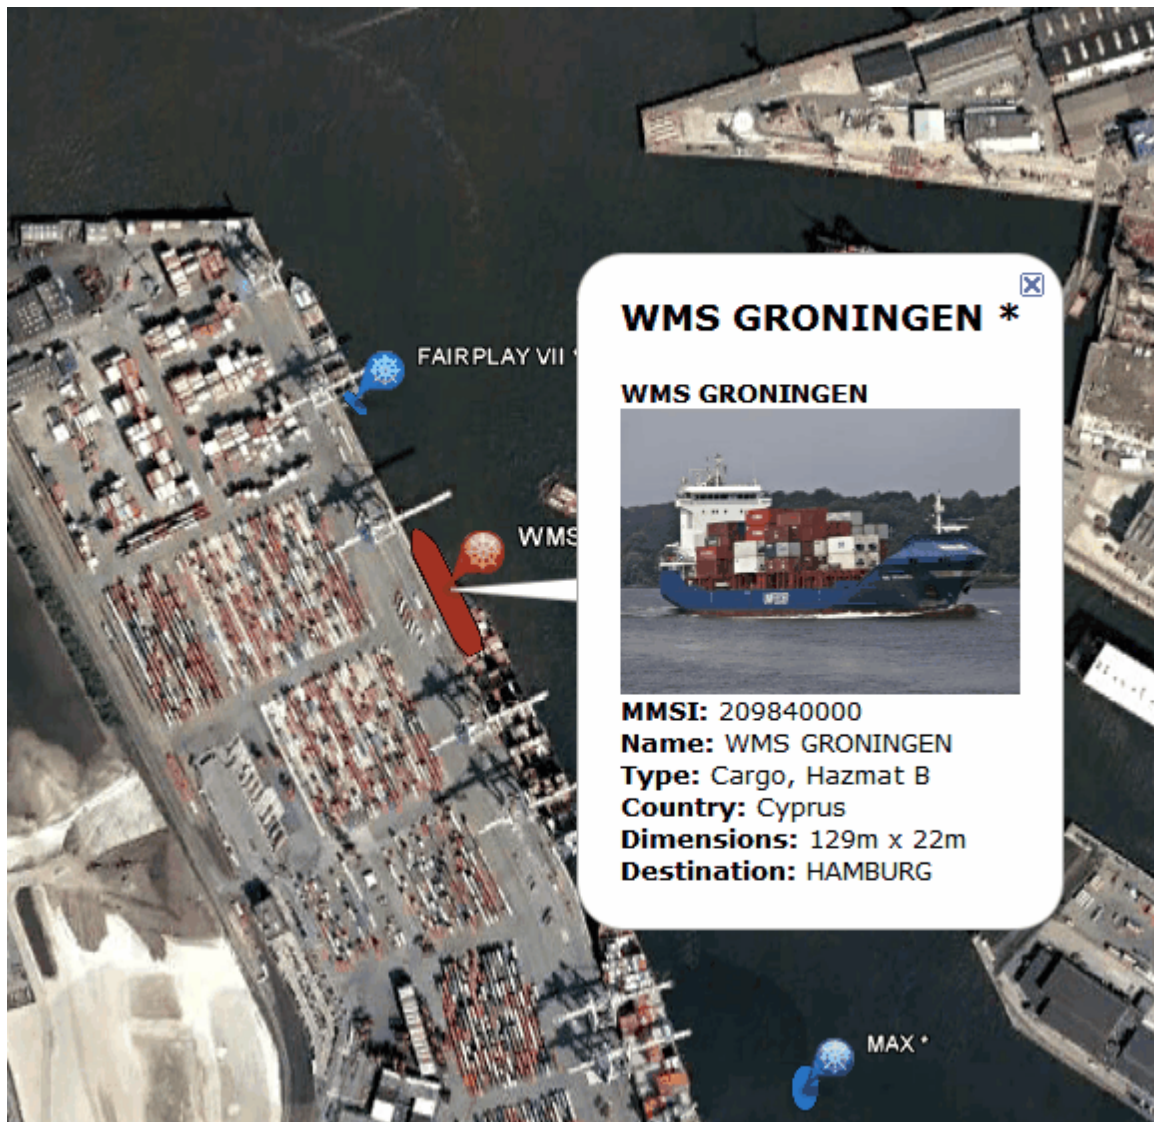 WMS GRONINGEN *
FAIRPLAY VII *
WMS GRONINGEN
WMS
MMSI: 209840000
Name: WMS GRONINGEN
Type: Cargo, Hazmat B
Country: Cyprus
Dimensions: 129m x 22m
Destination: HAMBURG
MAX *